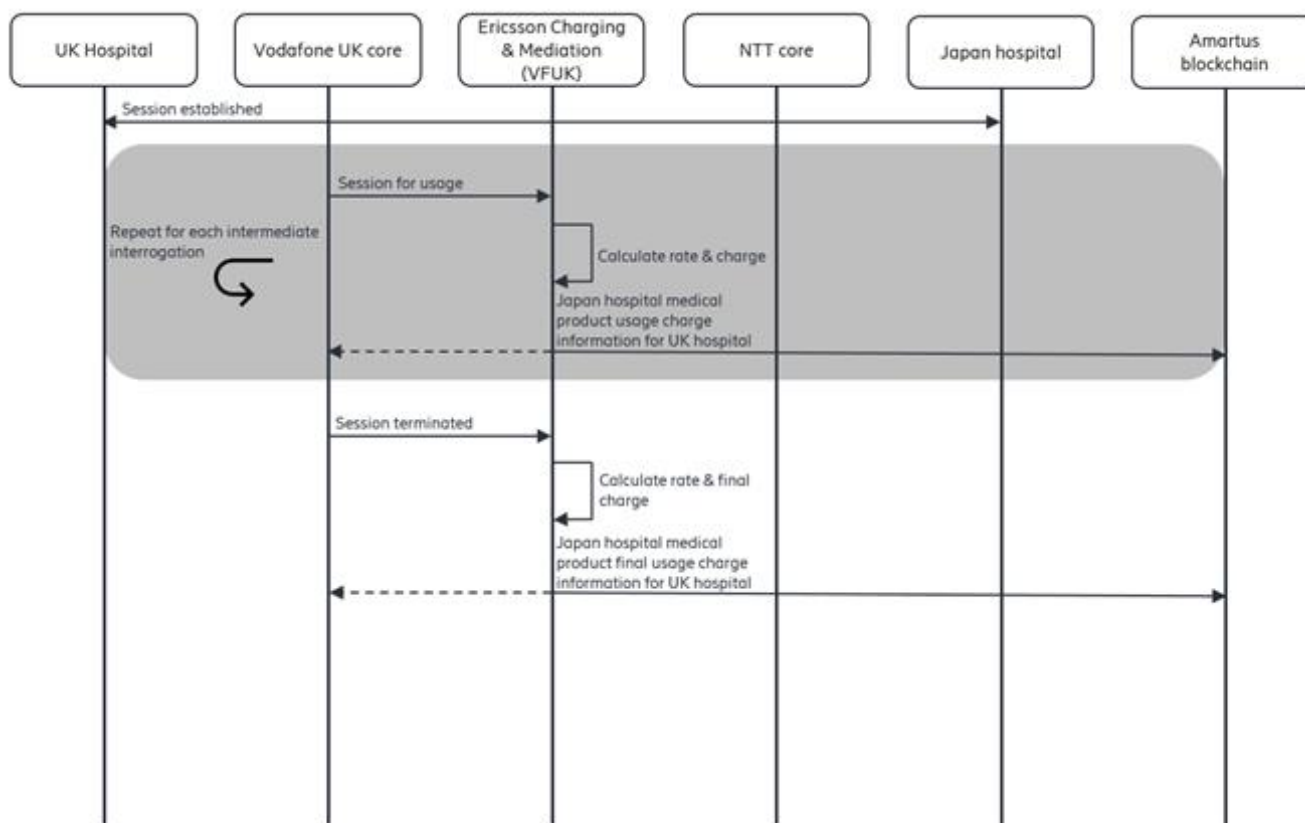 UK Hospital
Vodafone UK core
Ericsson Charging
& Mediation
(VFUK)
NTT core
Japan hospital
Amartus
blockchain
Session established
Session for usage
Repeat for each intermediate
interrogation
Calculate rate & charge
Japan hospital medical
product usage charge
information for UK hospital
Session terminated
Calculate rate & final
charge
Japan hospital medical
product final usage charge
information for UK hospital